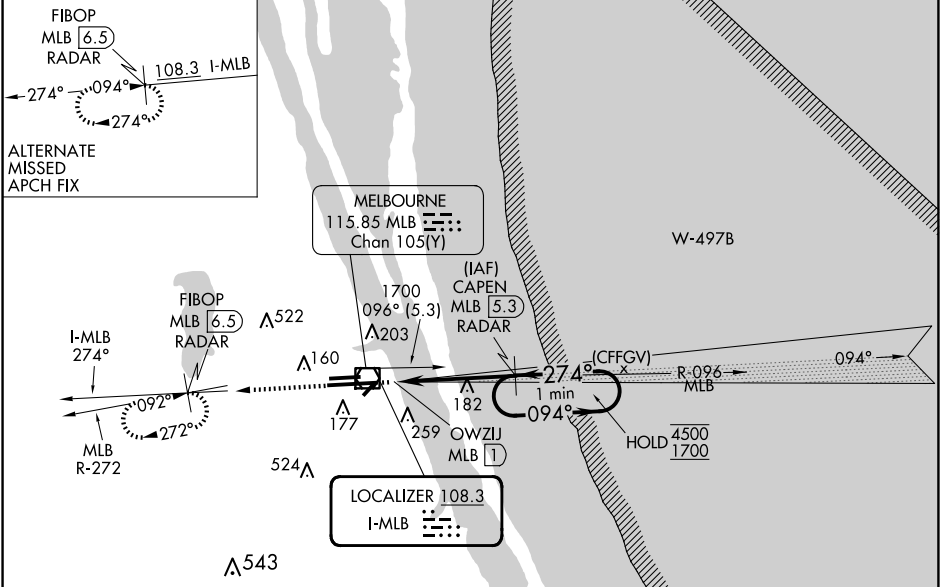 FIBOP
MLB 6.5
RADAR
108.3 I-MLB
274° 094°
274°
ALTERNATE
MISSED
APCH FIX
MELBOURNE
115.85 MLB
Chan 105(Y)
W-497B
(IAF)
CAPEN
MLB 5.3
RADAR
1700
096° (5.3)
FIBOP
MLB 6.5
RADAR
522
203
I-MLB
274°
160
(CFFGV)
094°
274°
x
R-096
MLB
1 min
092°
182
094°
177
259
272°
OWZIJ
MLB 1
HOLD 4500
1700
MLB
R-272
524
LOCALIZER 108.3
I-MLB
543